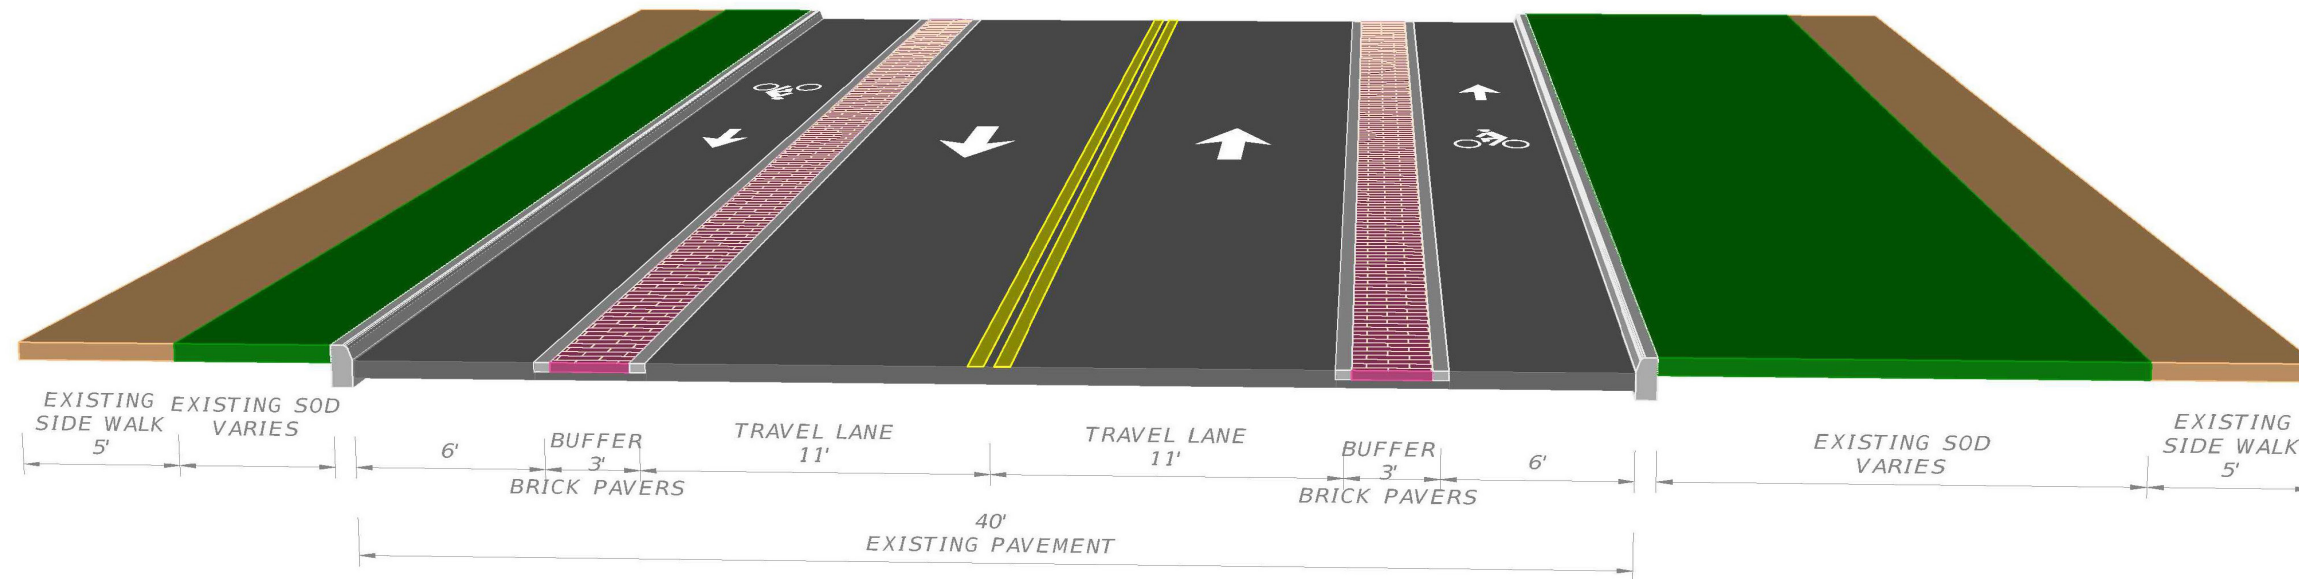 EXISTING
SIDE WALK
5'
EXISTING SOD
VARIES
6'
BUFFER
3'
BRICK PAVERS
TRAVEL LANE
11'
TRAVEL LANE
11'
BUFFER
3'
BRICK PAVERS
6'
EXISTING SOD
VARIES
EXISTING
SIDE WALK
5'
40'
EXISTING PAVEMENT